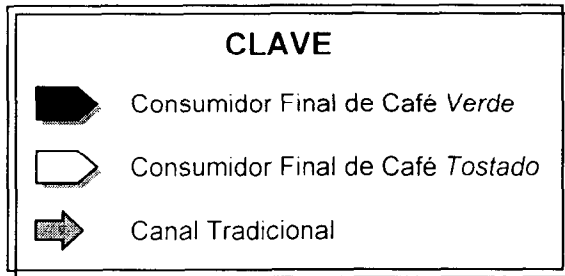 CLAVE
Consumidor Final de Café Verde
Consumidor Final de Café Tostado
Canal Tradicional